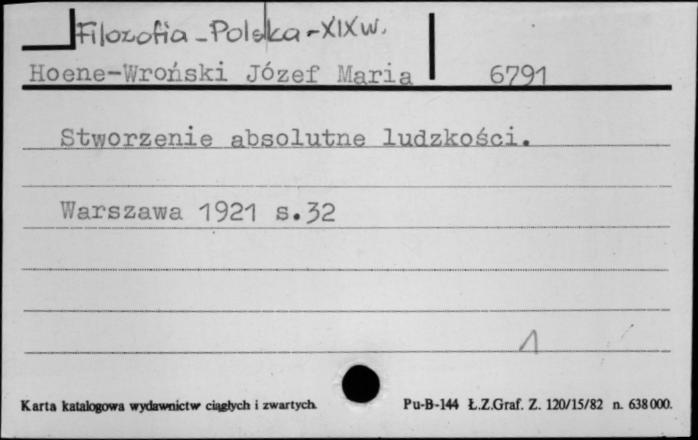 Filozofia - Polska - XIX w.
Hoene-Wroński Józef Maria 6791
Stworzenie absolutne ludzkości.
Warszawa 1921 s.32
1
Karta katalogowa wydawnictw ciągłych i zwartych. Pu-B-144 Ł.Z.Graf. Z. 120/15/82 n. 638 000.